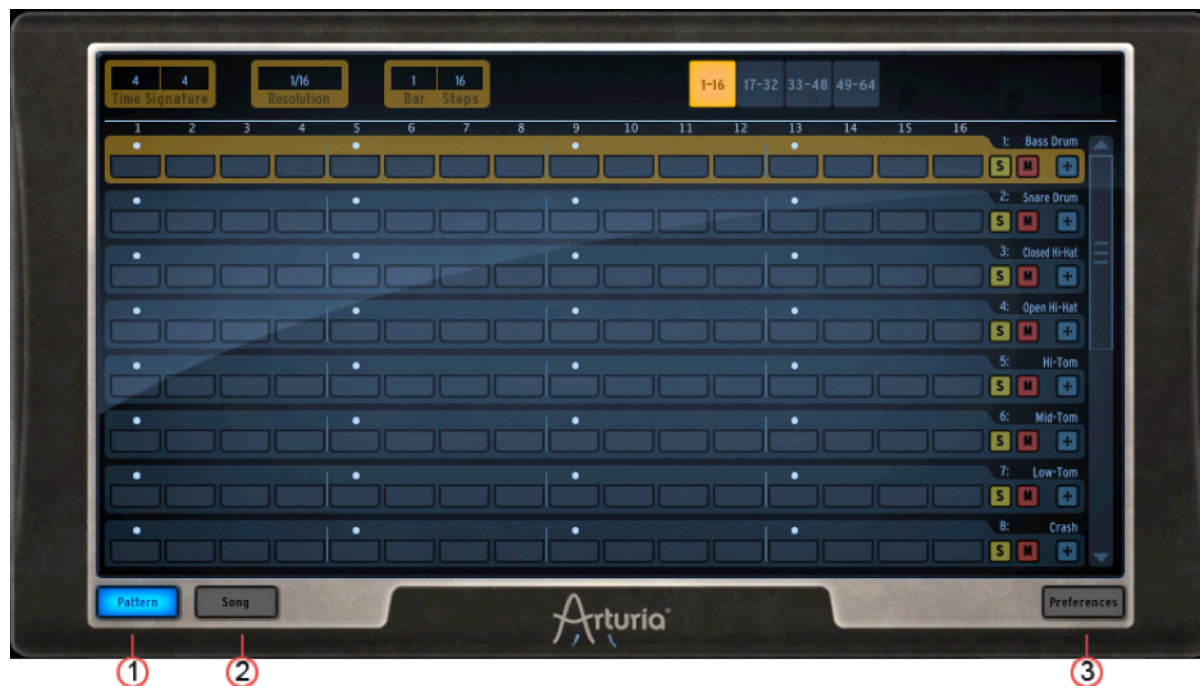 4 4
Time Signature
1/16
Resolution
1 16
Bar Steps
1-16 17-32 33-48 49-64
1 2 3 4 5 6 7 8 9 10 11 12 13 14 15 16
1: Bass Drum
S M +
2: Snare Drum
S M +
3: Closed Hi-Hat
S M +
4: Open Hi-Hat
S M +
5: Hi-Tom
S M +
6: Mid-Tom
S M +
7: Low-Tom
S M +
8: Crash
S M +
Pattern Song Arturia Preferences
1 2 3